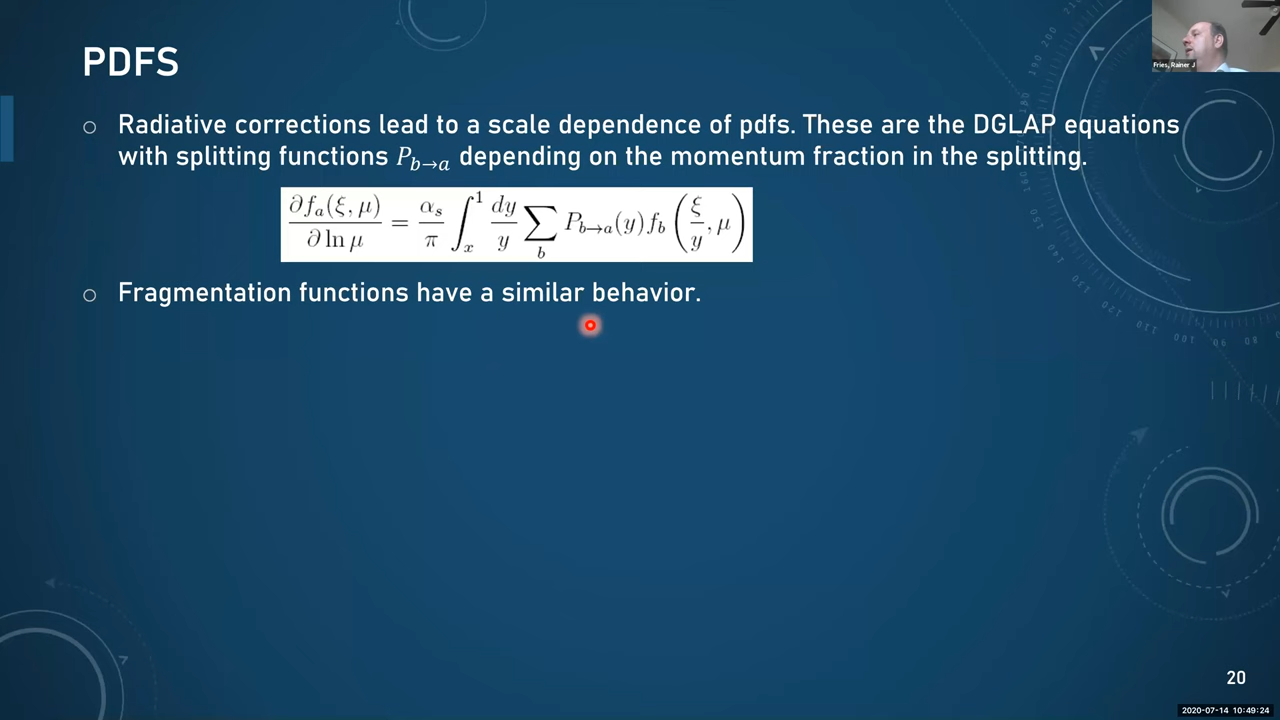 PDFS
Fries, Rainer J
○ Radiative corrections lead to a scale dependence of pdfs. These are the DGLAP equations
with splitting functions P_{b→a} depending on the momentum fraction in the splitting.
∂f_a(ξ, μ) / ∂ ln μ = α_s / π ∫_x^1 dy / y ∑_b P_{b→a}(y) f_b (ξ / y, μ)
○ Fragmentation functions have a similar behavior.
20
2020-07-14 10:49:24